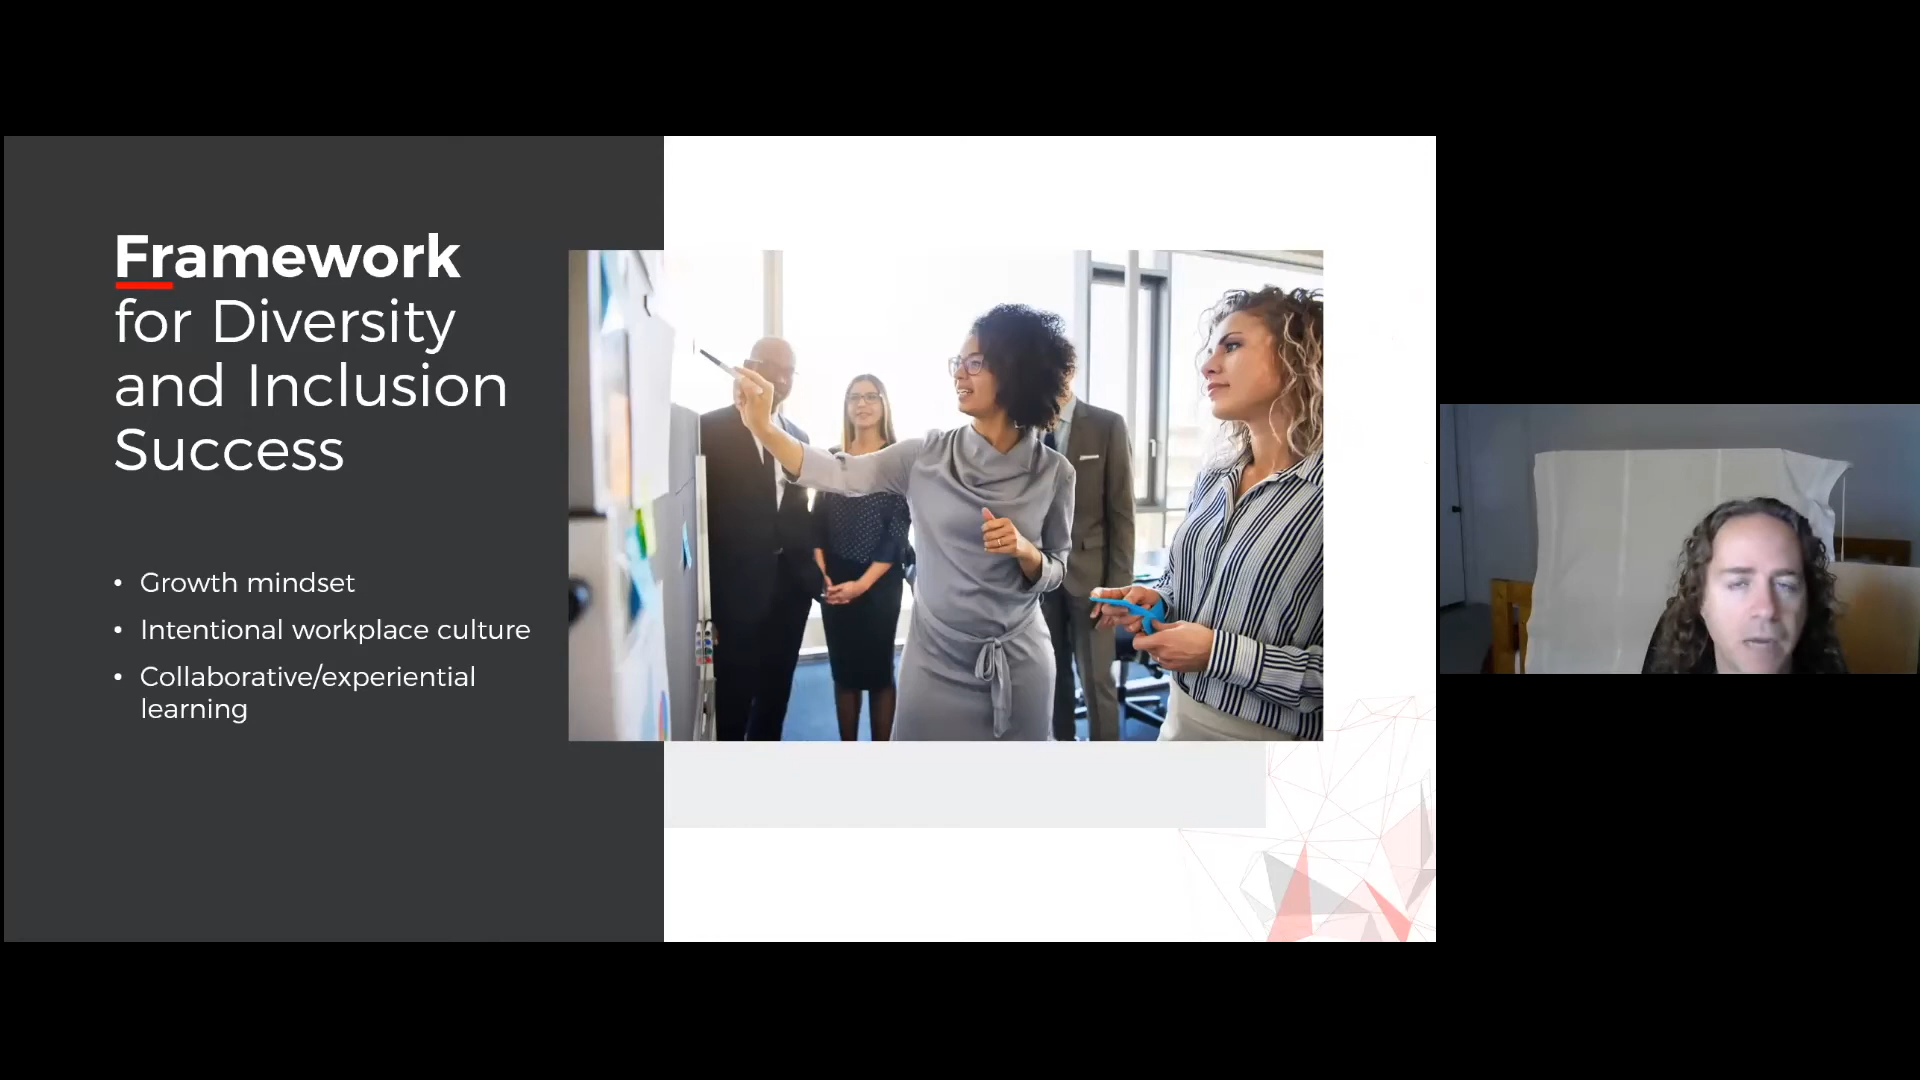 Framework
for Diversity
and Inclusion
Success
• Growth mindset
• Intentional workplace culture
• Collaborative/experiential
learning